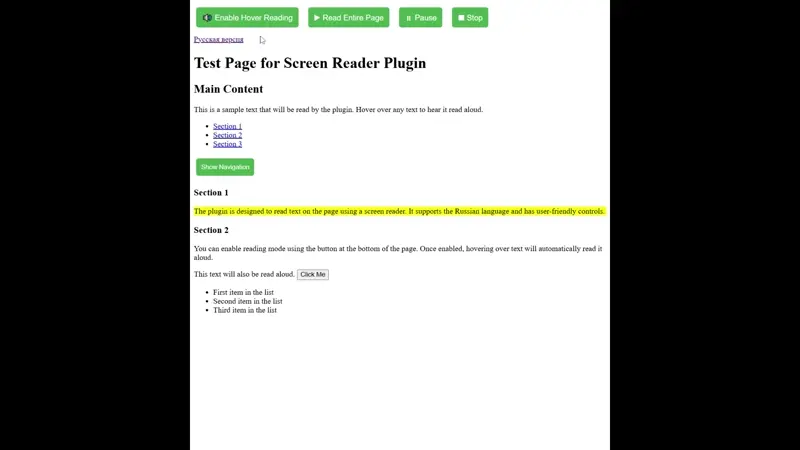 Enable Hover Reading
Read Entire Page
Pause
Stop
Русская версия
Test Page for Screen Reader Plugin
Main Content
This is a sample text that will be read by the plugin. Hover over any text to hear it read aloud.
Section 1
Section 2
Section 3
Show Navigation
Section 1
The plugin is designed to read text on the page using a screen reader. It supports the Russian language and has user-friendly controls.
Section 2
You can enable reading mode using the button at the bottom of the page. Once enabled, hovering over text will automatically read it
aloud.
This text will also be read aloud. Click Me
First item in the list
Second item in the list
Third item in the list